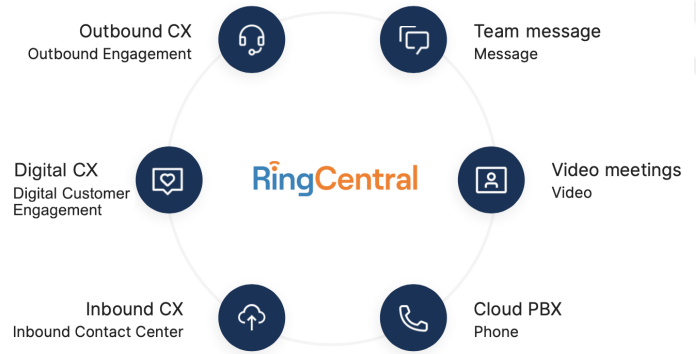 Outbound CX
Outbound Engagement
Team message
Message
Digital CX
Digital Customer
Engagement
RingCentral
Video meetings
Video
Inbound CX
Inbound Contact Center
Cloud PBX
Phone